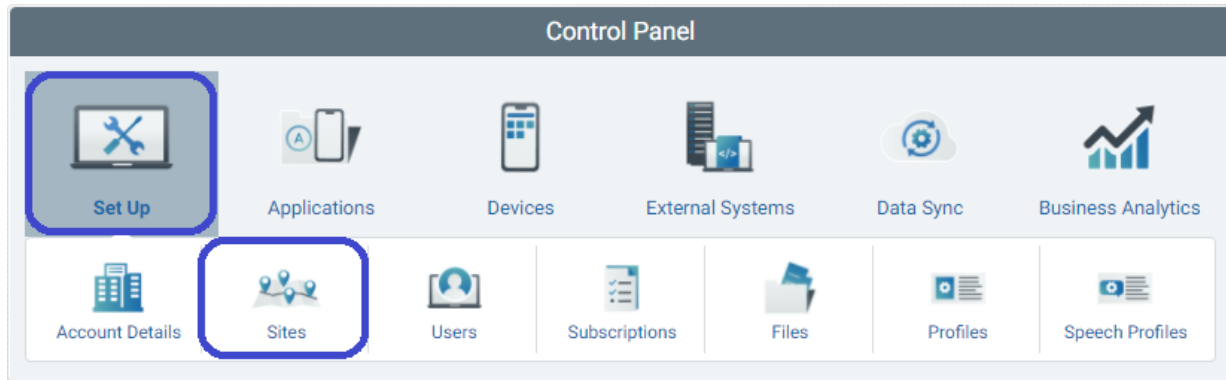 Control Panel
A
</>
Set Up Applications Devices External Systems Data Sync Business Analytics
Account Details Sites Users Subscriptions Files Profiles Speech Profiles